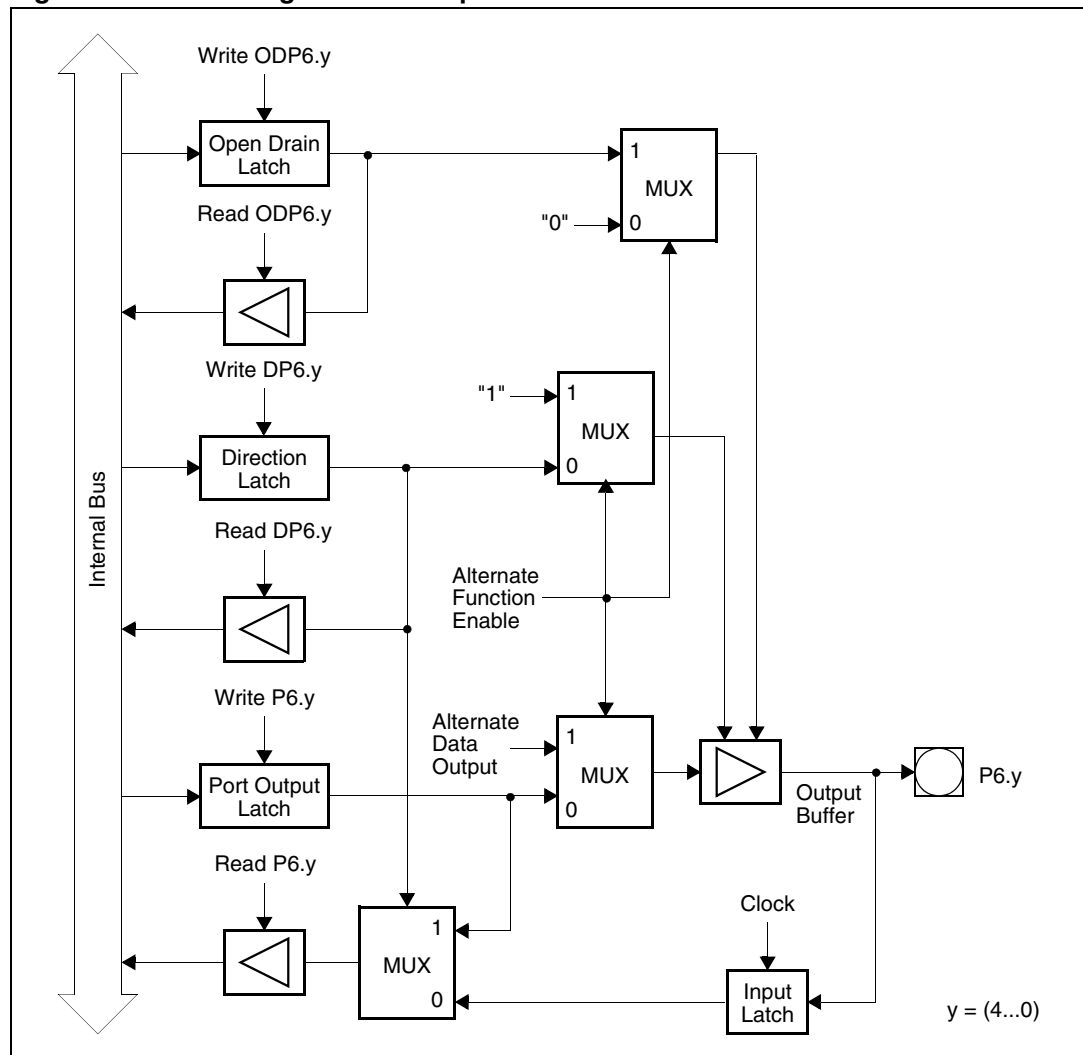 Write ODP6.y
Open Drain
Latch
1
MUX
"0"
0
Read ODP6.y
Write DP6.y
"1"
1
MUX
Direction
Latch
0
Internal Bus
Read DP6.y
Alternate
Function
Enable
Write P6.y
Alternate
Data
Output
1
MUX
0
Port Output
Latch
Output
Buffer
P6.y
Read P6.y
Clock
1
MUX
0
Input
Latch
y = (4...0)